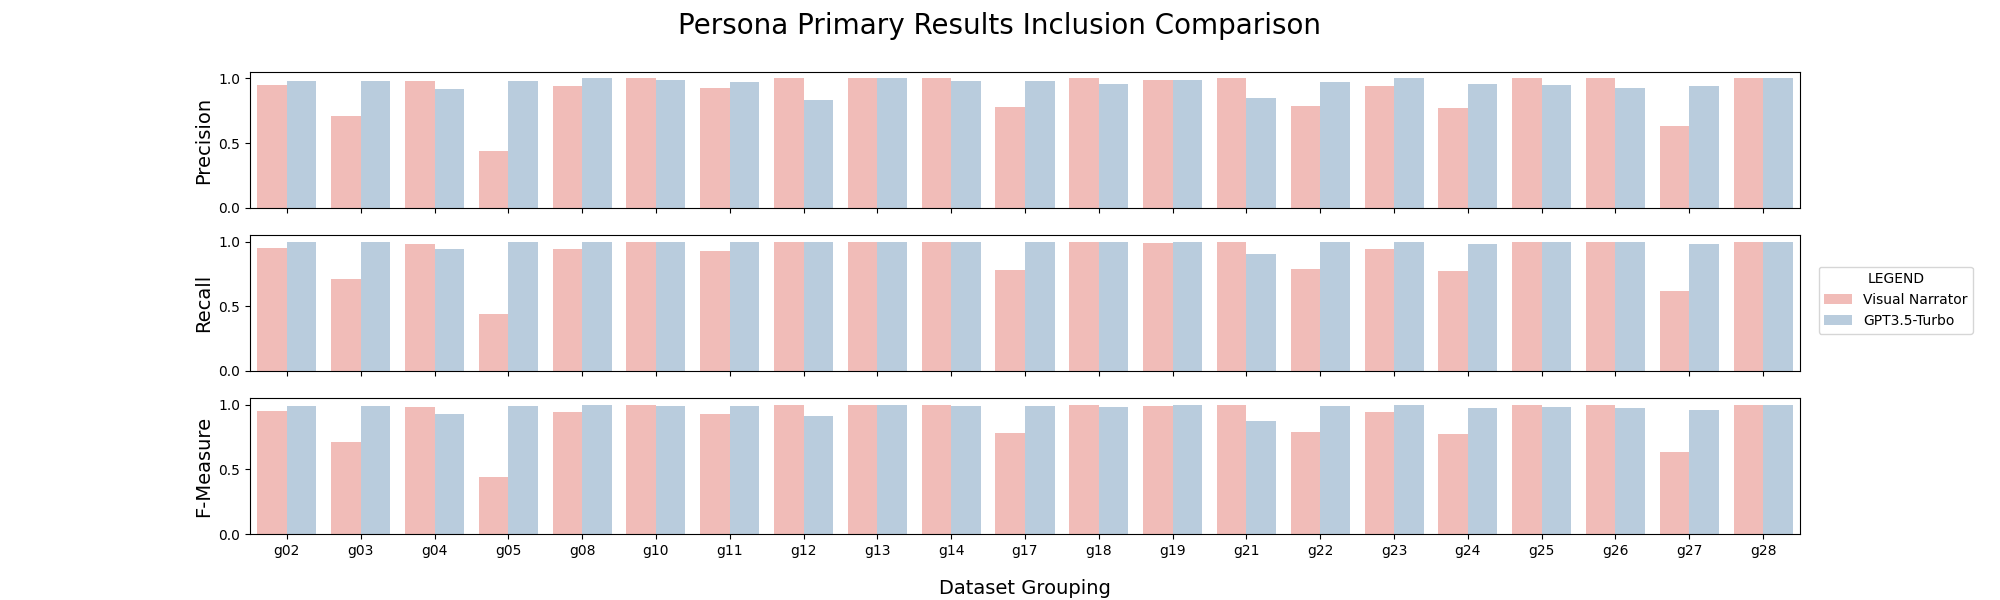 Persona Primary Results Inclusion Comparison
Precision
1.0
0.5
0.0
Recall
1.0
0.5
0.0
F-Measure
1.0
0.5
0.0
g02 g03 g04 g05 g08 g10 g11 g12 g13 g14 g17 g18 g19 g21 g22 g23 g24 g25 g26 g27 g28
Dataset Grouping
LEGEND
Visual Narrator
GPT3.5-Turbo